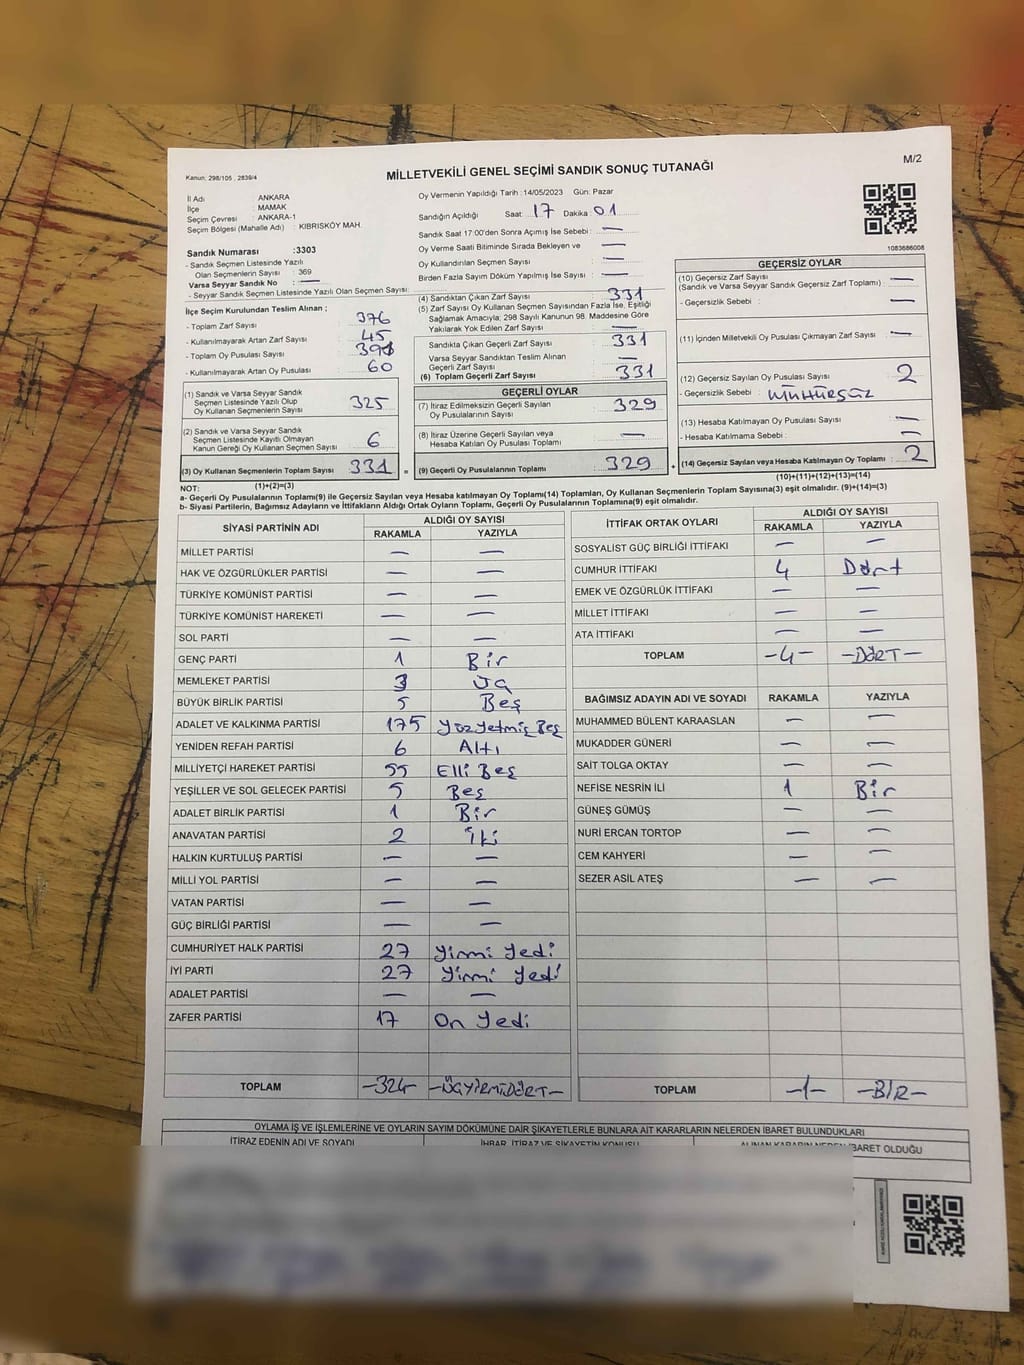 Kanun, 298/105 , 2839/4
MİLLETVEKİLİ GENEL SEÇİMİ SANDIK SONUÇ TUTANAĞI
M/2
İl Adı : ANKARA
İlçe : MAMAK
Seçim Çevresi : ANKARA-1
Seçim Bölgesi (Mahalle Adı) : KIBRISKÖY MAH.
Oy Vermenin Yapıldığı Tarih : 14/05/2023 Gün: Pazar
Sandığın Açıldığı Saat: 17 Dakika : 01
Sandık Saat 17:00'den Sonra Açılmış İse Sebebi : —
Oy Verme Saati Bitiminde Sırada Bekleyen ve
Oy Kullandırılan Seçmen Sayısı —
Birden Fazla Sayım Döküm Yapılmış İse Sayısı : —
1083686008
Sandık Numarası :3303
- Sandık Seçmen Listesinde Yazılı
Olan Seçmenlerin Sayısı : 369
Varsa Seyyar Sandık No : —
- Seyyar Sandık Seçmen Listesinde Yazılı Olan Seçmen Sayısı:
İlçe Seçim Kurulundan Teslim Alınan ;
- Toplam Zarf Sayısı 376
- Kullanılmayarak Artan Zarf Sayısı 45
- Toplam Oy Pusulası Sayısı
- Kullanılmayarak Artan Oy Pusulası 60
(1) Sandık ve Varsa Seyyar Sandık
Seçmen Listesinde Yazılı Olup
Oy Kullanan Seçmenlerin Sayısı 325
(2) Sandık ve Varsa Seyyar Sandık
Seçmen Listesinde Kayıtlı Olmayan
Kanun Gereği Oy Kullanan Seçmen Sayısı 6
(3) Oy Kullanan Seçmenlerin Toplam Sayısı 331 =
(1)+(2)=(3)
(4) Sandıktan Çıkan Zarf Sayısı 331
(5) Zarf Sayısı Oy Kullanan Seçmen Sayısından Fazla İse, Eşitliği
Sağlamak Amacıyla; 298 Sayılı Kanunun 98. Maddesine Göre
Yakılarak Yok Edilen Zarf Sayısı —
Sandıkta Çıkan Geçerli Zarf Sayısı 331
Varsa Seyyar Sandıktan Teslim Alınan
Geçerli Zarf Sayısı —
(6) Toplam Geçerli Zarf Sayısı 331
GEÇERLİ OYLAR
(7) İtiraz Edilmeksizin Geçerli Sayılan
Oy Pusulalarının Sayısı 329
(8) İtiraz Üzerine Geçerli Sayılan veya
Hesaba Katılan Oy Pusulası Toplamı —
(9) Geçerli Oy Pusulalarının Toplamı 329 +
GEÇERSİZ OYLAR
(10) Geçersiz Zarf Sayısı
(Sandık ve Varsa Seyyar Sandık Geçersiz Zarf Toplamı) : —
- Geçersizlik Sebebi : —
(11) İçinden Milletvekili Oy Pusulası Çıkmayan Zarf Sayısı —
(12) Geçersiz Sayılan Oy Pusulası Sayısı 2
- Geçersizlik Sebebi : Mühürsüz
(13) Hesaba Katılmayan Oy Pusulası Sayısı —
- Hesaba Katılmama Sebebi : —
(14) Geçersiz Sayılan veya Hesaba Katılmayan Oy Toplamı 2
(10)+(11)+(12)+(13)=(14)
NOT:
a- Geçerli Oy Pusulalarının Toplamı(9) ile Geçersiz Sayılan veya Hesaba katılmayan Oy Toplamı(14) Toplamları, Oy Kullanan Seçmenlerin Toplam Sayısına(3) eşit olmalıdır. (9)+(14)=(3)
b- Siyasi Partilerin, Bağımsız Adayların ve İttifakların Aldığı Ortak Oyların Toplamı, Geçerli Oy Pusulalarının Toplamına(9) eşit olmalıdır.
SİYASİ PARTİNİN ADI ALDIĞI OY SAYISI
RAKAMLA YAZIYLA
MİLLET PARTİSİ — —
HAK VE ÖZGÜRLÜKLER PARTİSİ — —
TÜRKİYE KOMÜNİST PARTİSİ — —
TÜRKİYE KOMÜNİST HAREKETİ — —
SOL PARTİ — —
GENÇ PARTİ 1 Bir
MEMLEKET PARTİSİ 3 Üç
BÜYÜK BİRLİK PARTİSİ 5 Beş
ADALET VE KALKINMA PARTİSİ 175 Yüzyetmiş Beş
YENİDEN REFAH PARTİSİ 6 Altı
MİLLİYETÇİ HAREKET PARTİSİ 55 Elli Beş
YEŞİLLER VE SOL GELECEK PARTİSİ 5 Beş
ADALET BİRLİK PARTİSİ 1 Bir
ANAVATAN PARTİSİ 2 İki
HALKIN KURTULUŞ PARTİSİ — —
MİLLİ YOL PARTİSİ — —
VATAN PARTİSİ — —
GÜÇ BİRLİĞİ PARTİSİ — —
CUMHURİYET HALK PARTİSİ 27 Yirmi Yedi
İYİ PARTİ 27 Yirmi Yedi
ADALET PARTİSİ — —
ZAFER PARTİSİ 17 On Yedi
TOPLAM -324- -ÜÇYİRMİDÖRT-
İTTİFAK ORTAK OYLARI ALDIĞI OY SAYISI
RAKAMLA YAZIYLA
SOSYALİST GÜÇ BİRLİĞİ İTTİFAKI — —
CUMHUR İTTİFAKI 4 Dört
EMEK VE ÖZGÜRLÜK İTTİFAKI — —
MİLLET İTTİFAKI — —
ATA İTTİFAKI — —
TOPLAM -4- -DÖRT-
BAĞIMSIZ ADAYIN ADI VE SOYADI RAKAMLA YAZIYLA
MUHAMMED BÜLENT KARAASLAN — —
MUKADDER GÜNERİ — —
SAİT TOLGA OKTAY — —
NEFİSE NESRİN İLİ 1 Bir
GÜNEŞ GÜMÜŞ — —
NURİ ERCAN TORTOP — —
CEM KAHYERİ — —
SEZER ASİL ATEŞ — —
TOPLAM -1- -BİR-
OYLAMA İŞ VE İŞLEMLERİNE VE OYLARIN SAYIM DÖKÜMÜNE DAİR ŞİKAYETLERLE BUNLARA AİT KARARLARIN NELERDEN İBARET BULUNDUKLARI
İTİRAZ EDENİN ADI VE SOYADI İHBAR, İTİRAZ VE ŞİKAYETİN KONUSU ALINAN KARARIN NEDEN İBARET OLDUĞU